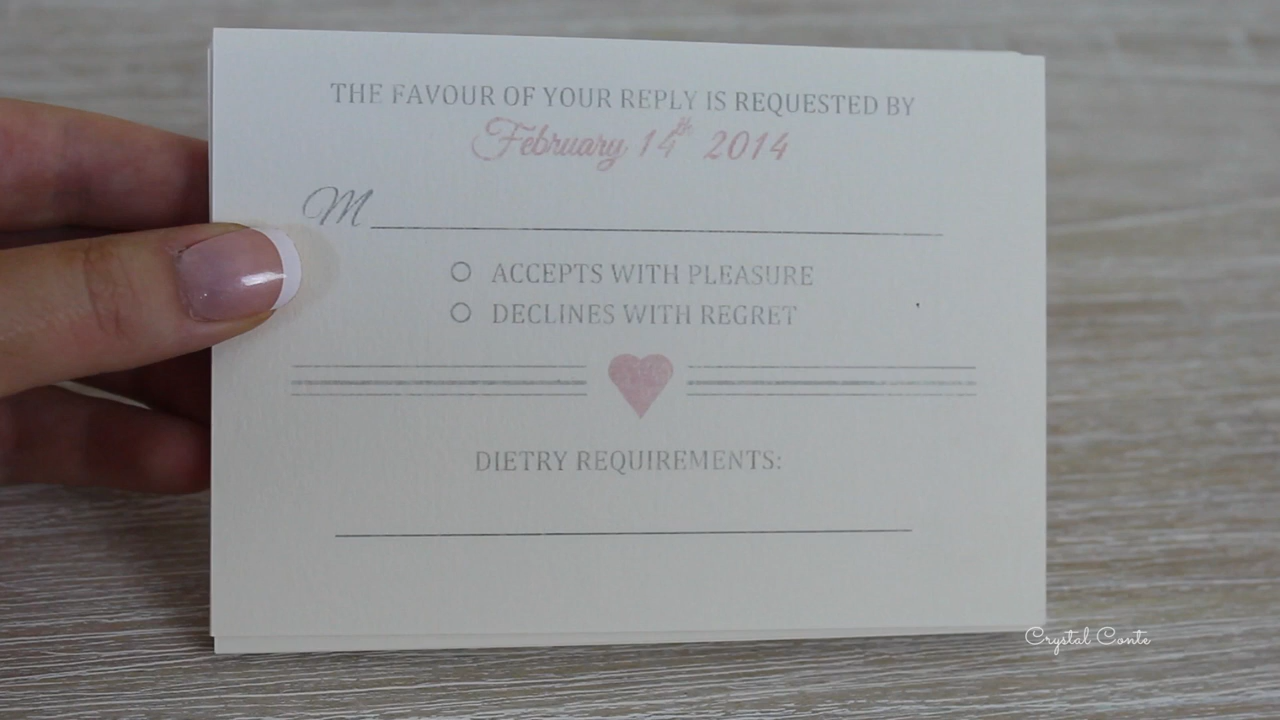 THE FAVOUR OF YOUR REPLY IS REQUESTED BY
February 14th 2014
M
ACCEPTS WITH PLEASURE
DECLINES WITH REGRET
DIETRY REQUIREMENTS:
Crystal Conte